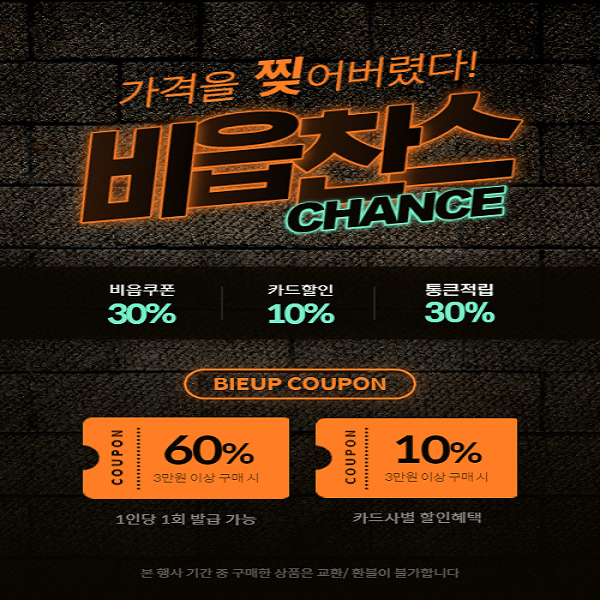 가격을 찢어버렸다!
비읍찬스
CHANCE
비읍쿠폰 카드할인 통큰적립
30% 10% 30%
BIEUP COUPON
COUPON 60% COUPON 10%
3만원 이상 구매 시 3만원 이상 구매 시
1인당 1회 발급 가능 카드사별 할인혜택
본 행사 기간 중 구매한 상품은 교환/ 환불이 불가합니다